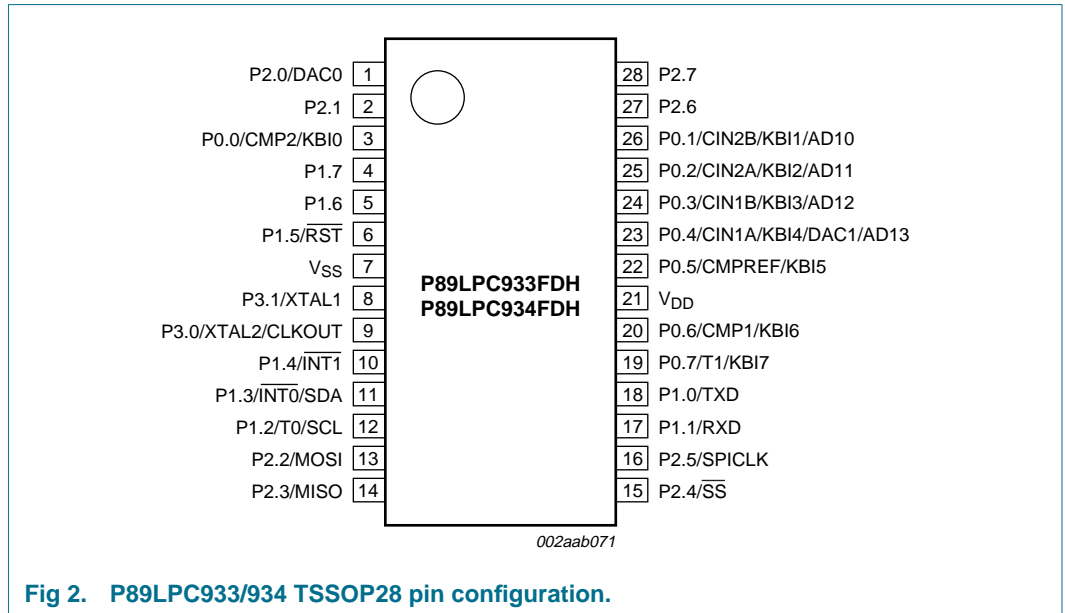 P2.0/DAC0 1
P2.1 2
P0.0/CMP2/KBI0 3
P1.7 4
P1.6 5
P1.5/R̅S̅T̅ 6
VSS 7
P3.1/XTAL1 8
P3.0/XTAL2/CLKOUT 9
P1.4/I̅N̅T̅1̅ 10
P1.3/I̅N̅T̅0̅/SDA 11
P1.2/T0/SCL 12
P2.2/MOSI 13
P2.3/MISO 14
P89LPC933FDH
P89LPC934FDH
28 P2.7
27 P2.6
26 P0.1/CIN2B/KBI1/AD10
25 P0.2/CIN2A/KBI2/AD11
24 P0.3/CIN1B/KBI3/AD12
23 P0.4/CIN1A/KBI4/DAC1/AD13
22 P0.5/CMPREF/KBI5
21 VDD
20 P0.6/CMP1/KBI6
19 P0.7/T1/KBI7
18 P1.0/TXD
17 P1.1/RXD
16 P2.5/SPICLK
15 P2.4/S̅S̅
002aab071
Fig 2. P89LPC933/934 TSSOP28 pin configuration.